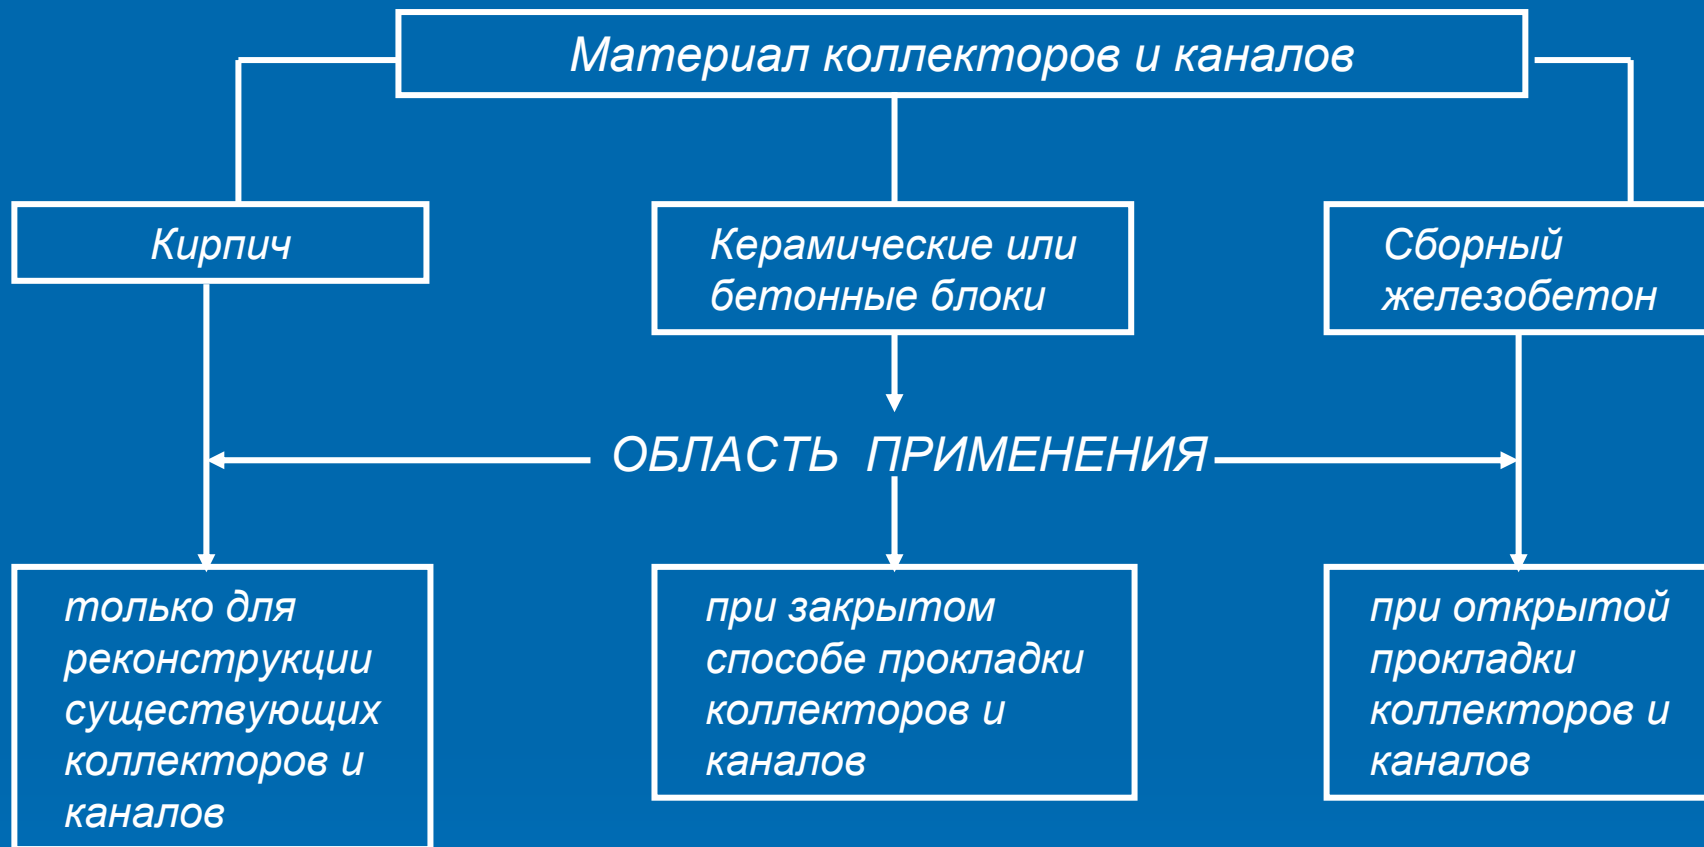 Материал коллекторов и каналов
Кирпич
Керамические или
бетонные блоки
Сборный
железобетон
ОБЛАСТЬ ПРИМЕНЕНИЯ
только для
реконструкции
существующих
коллекторов и
каналов
при закрытом
способе прокладки
коллекторов и
каналов
при открытой
прокладки
коллекторов и
каналов